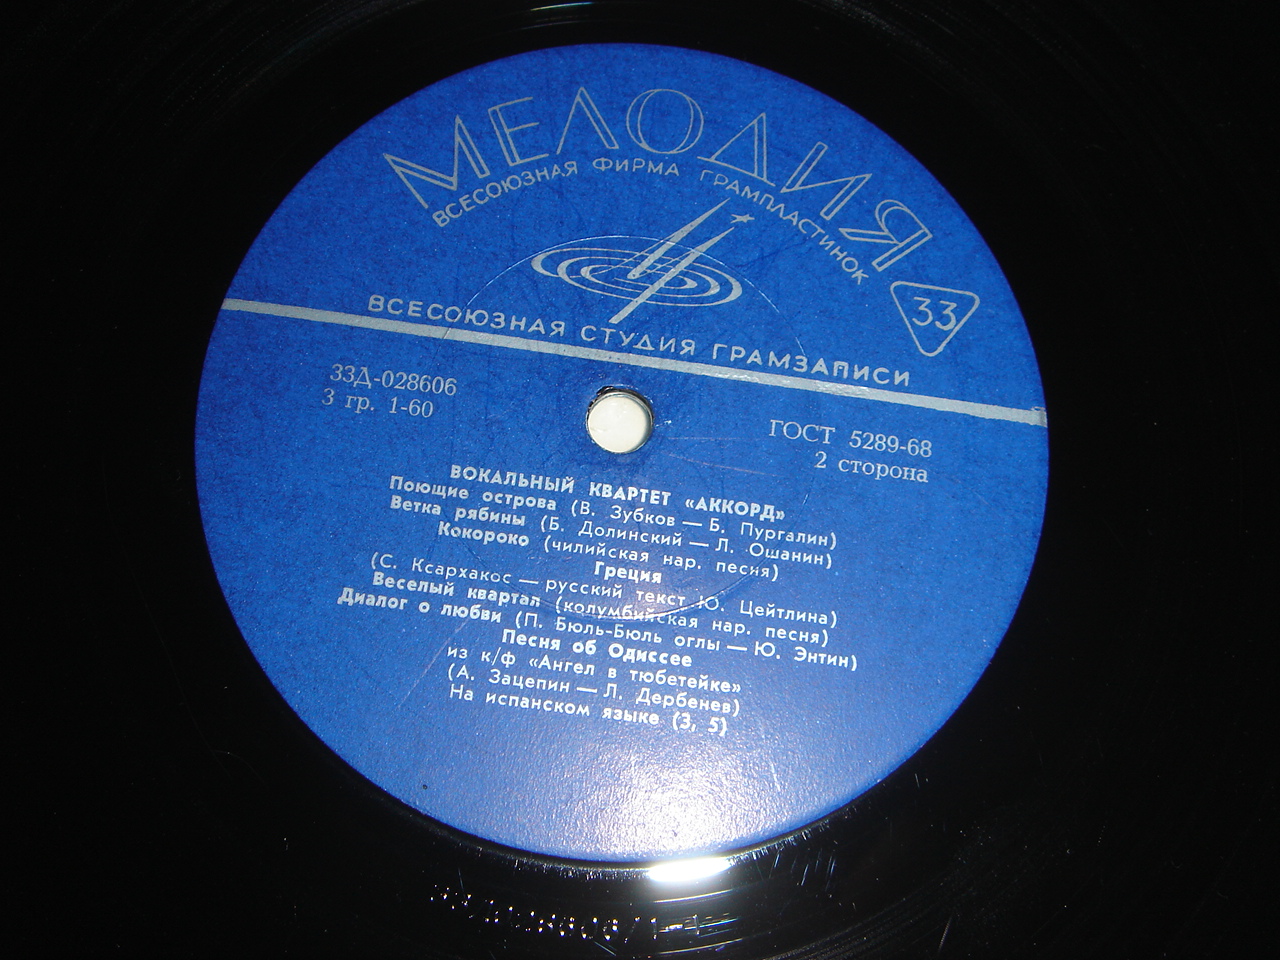 МЕЛОДИЯ
ВСЕСОЮЗНАЯ ФИРМА ГРАМПЛАСТИНОК
33
ВСЕСОЮЗНАЯ СТУДИЯ ГРАМЗАПИСИ
33Д-028606
3 гр. 1-60
ГОСТ 5289-68
2 сторона
ВОКАЛЬНЫЙ КВАРТЕТ «АККОРД»
Поющие острова (В. Зубков — Б. Пургалин)
Ветка рябины (Б. Долинский — Л. Ошанин)
Кокороко (чилийская нар. песня)
Греция
(С. Ксархакос — русский текст Ю. Цейтлина)
Веселый квартал (колумбийская нар. песня)
Диалог о любви (П. Бюль-Бюль оглы — Ю. Энтин)
Песня об Одиссее
из к/ф «Ангел в тюбетейке»
(А. Зацепин — Л. Дербенев)
На испанском языке (3, 5)